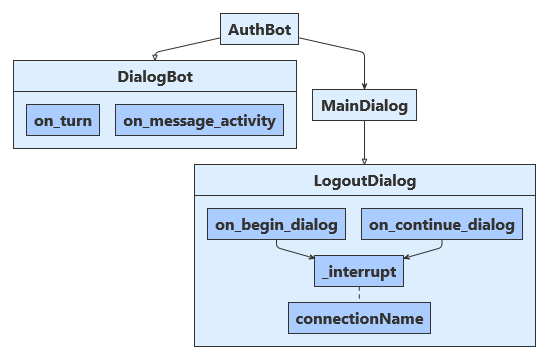 AuthBot
DialogBot
on_turn
on_message_activity
MainDialog
LogoutDialog
on_begin_dialog
on_continue_dialog
_interrupt
connectionName